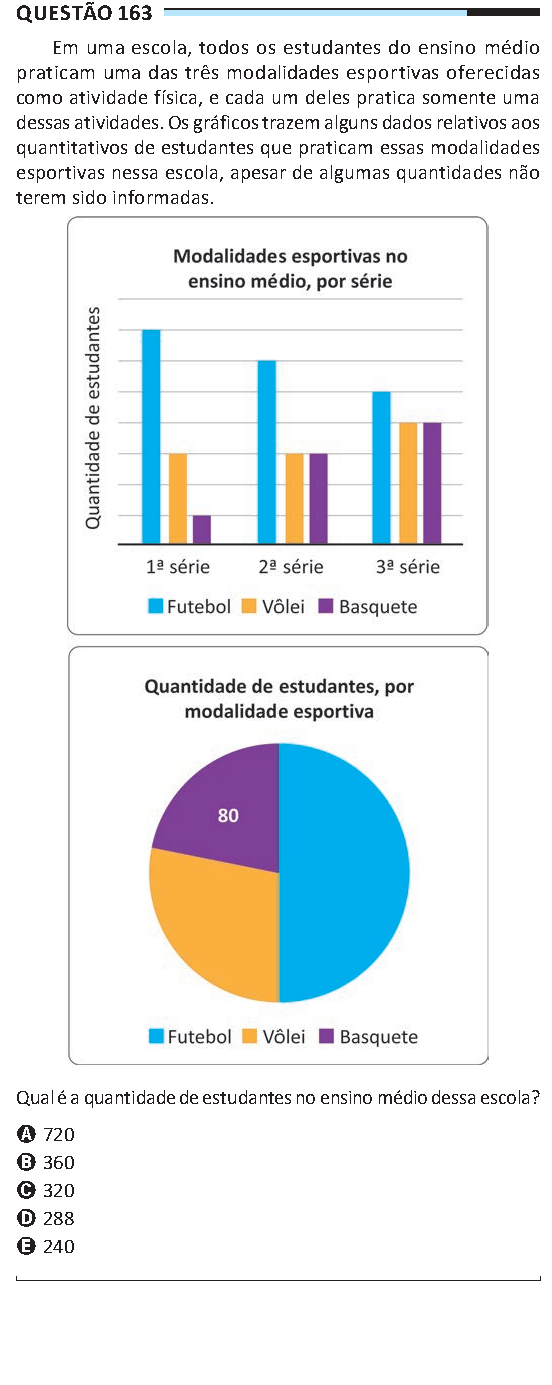 QUESTÃO 163
Em uma escola, todos os estudantes do ensino médio
praticam uma das três modalidades esportivas oferecidas
como atividade física, e cada um deles pratica somente uma
dessas atividades. Os gráficos trazem alguns dados relativos aos
quantitativos de estudantes que praticam essas modalidades
esportivas nessa escola, apesar de algumas quantidades não
terem sido informadas.
Modalidades esportivas no
ensino médio, por série
Quantidade de estudantes
1ª série 2ª série 3ª série
Futebol Vôlei Basquete
Quantidade de estudantes, por
modalidade esportiva
80
Futebol Vôlei Basquete
Qual é a quantidade de estudantes no ensino médio dessa escola?
A 720
B 360
C 320
D 288
E 240